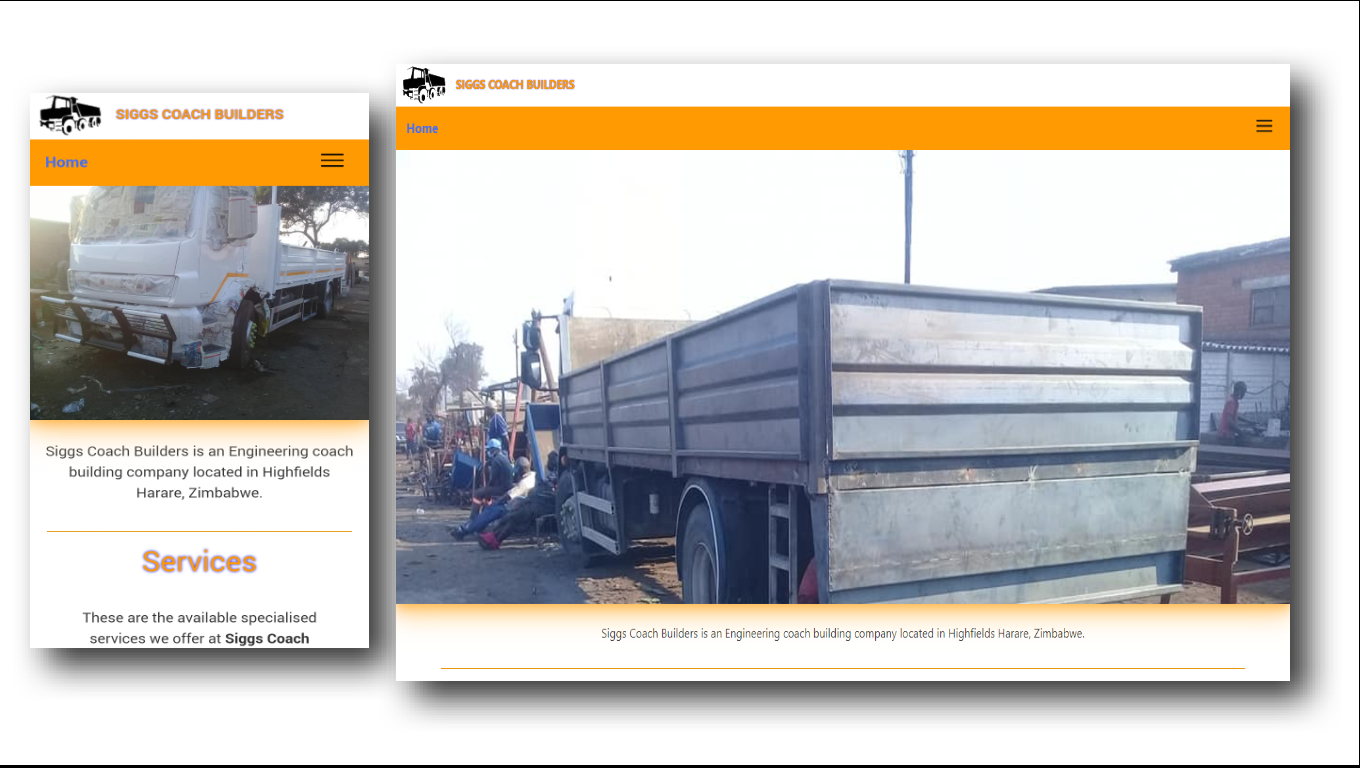 SIGGS COACH BUILDERS
Home
Siggs Coach Builders is an Engineering coach
building company located in Highfields
Harare, Zimbabwe.
Services
These are the available specialised
services we offer at Siggs Coach
SIGGS COACH BUILDERS
Home
Siggs Coach Builders is an Engineering coach building company located in Highfields Harare, Zimbabwe.